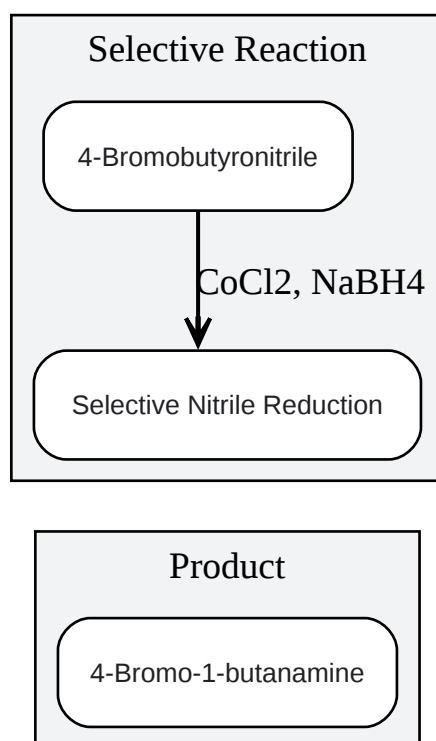 Selective Reaction
4-Bromobutyronitrile
CoCl2, NaBH4
Selective Nitrile Reduction
Product
4-Bromo-1-butanamine